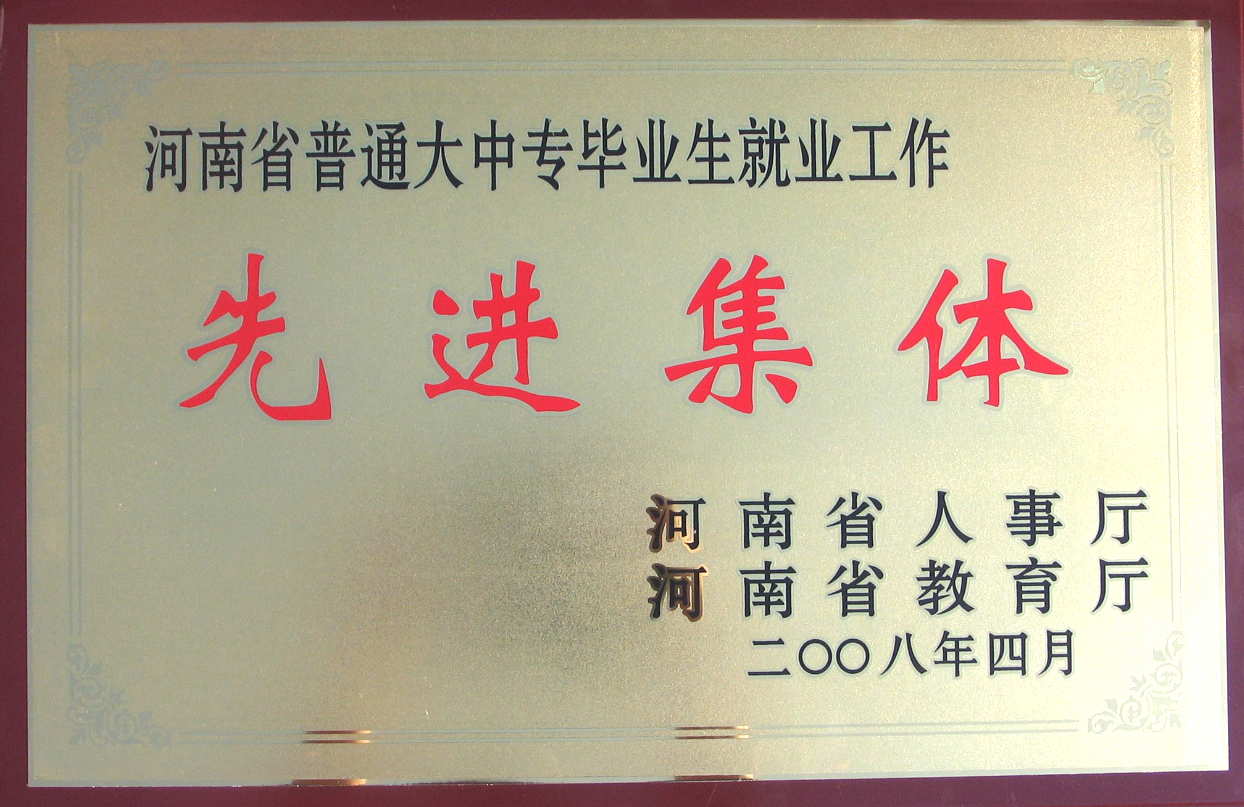 河南省普通大中专毕业生就业工作
先进集体
河南省人事厅
河南省教育厅
二〇〇八年四月